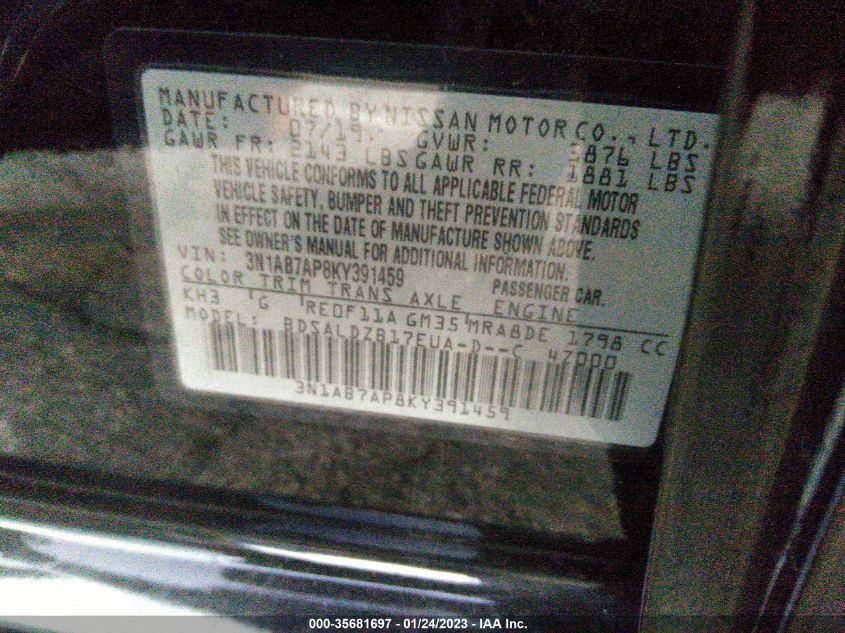 MANUFACTURED BY NISSAN MOTOR CO., LTD.
DATE: 07/19. GVWR: 3876 LBS
GAWR FR: 2143 LBS GAWR RR: 1881 LBS
THIS VEHICLE CONFORMS TO ALL APPLICABLE FEDERAL MOTOR
VEHICLE SAFETY, BUMPER AND THEFT PREVENTION STANDARDS
IN EFFECT ON THE DATE OF MANUFACTURE SHOWN ABOVE.
SEE OWNER'S MANUAL FOR ADDITIONAL INFORMATION.
VIN: 3N1AB7AP8KY391459 PASSENGER CAR.
COLOR TRIM TRANS AXLE ENGINE
KH3 'G 'RE0F11A GM35'MRA8DE 1798 CC
MODEL: BDSALDZB17EUA-D--C 4Z000
3N1AB7AP8KY391459
000-35681697 - 01/24/2023 - IAA Inc.